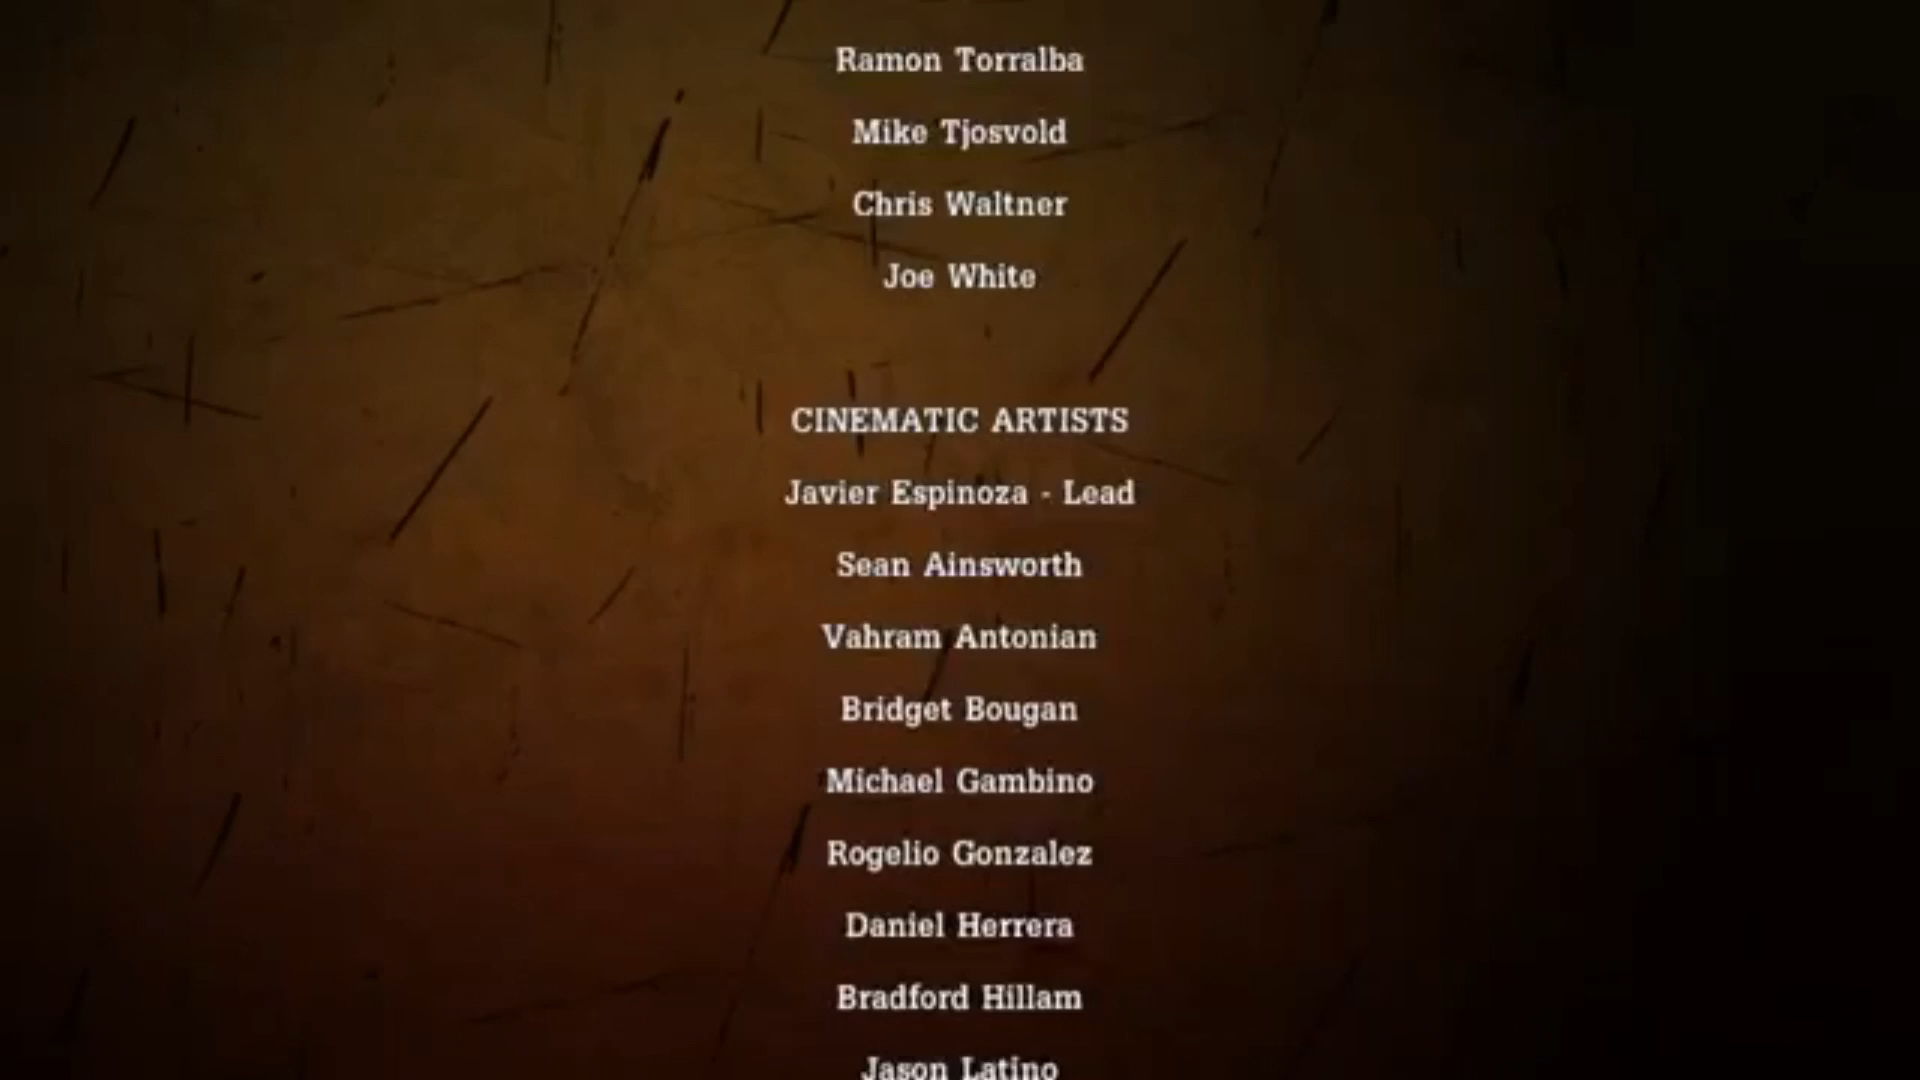 Ramon Torralba
Mike Tjosvold
Chris Waltner
Joe White
CINEMATIC ARTISTS
Javier Espinoza - Lead
Sean Ainsworth
Vahram Antonian
Bridget Bougan
Michael Gambino
Rogelio Gonzalez
Daniel Herrera
Bradford Hillam
Jason Latino